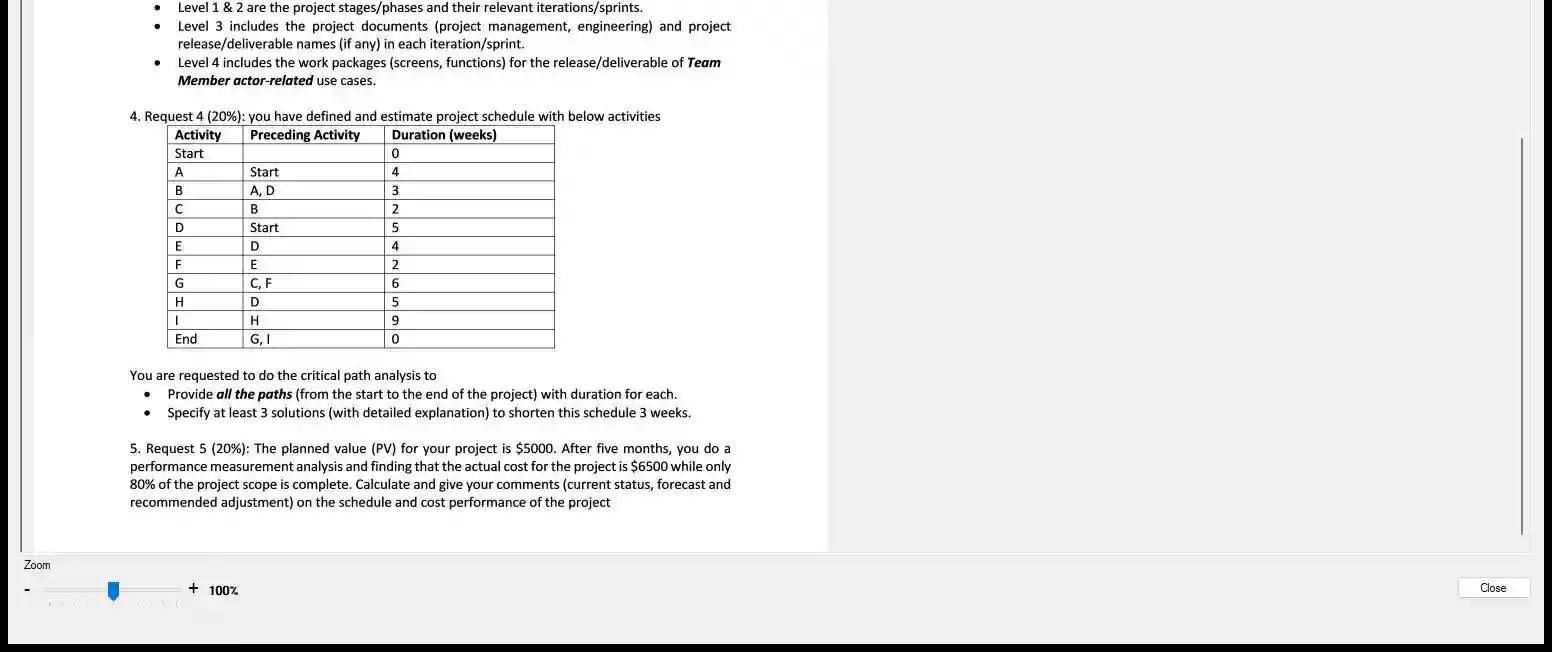 • Level 1 & 2 are the project stages/phases and their relevant iterations/sprints.
• Level 3 includes the project documents (project management, engineering) and project
release/deliverable names (if any) in each iteration/sprint.
• Level 4 includes the work packages (screens, functions) for the release/deliverable of Team
Member actor-related use cases.
4. Request 4 (20%): you have defined and estimate project schedule with below activities
Activity Preceding Activity Duration (weeks)
Start 0
A Start 4
B A, D 3
C B 2
D Start 5
E D 4
F E 2
G C, F 6
H D 5
I H 9
End G, I 0
You are requested to do the critical path analysis to
• Provide all the paths (from the start to the end of the project) with duration for each.
• Specify at least 3 solutions (with detailed explanation) to shorten this schedule 3 weeks.
5. Request 5 (20%): The planned value (PV) for your project is $5000. After five months, you do a
performance measurement analysis and finding that the actual cost for the project is $6500 while only
80% of the project scope is complete. Calculate and give your comments (current status, forecast and
recommended adjustment) on the schedule and cost performance of the project
Zoom
- + 100%
Close